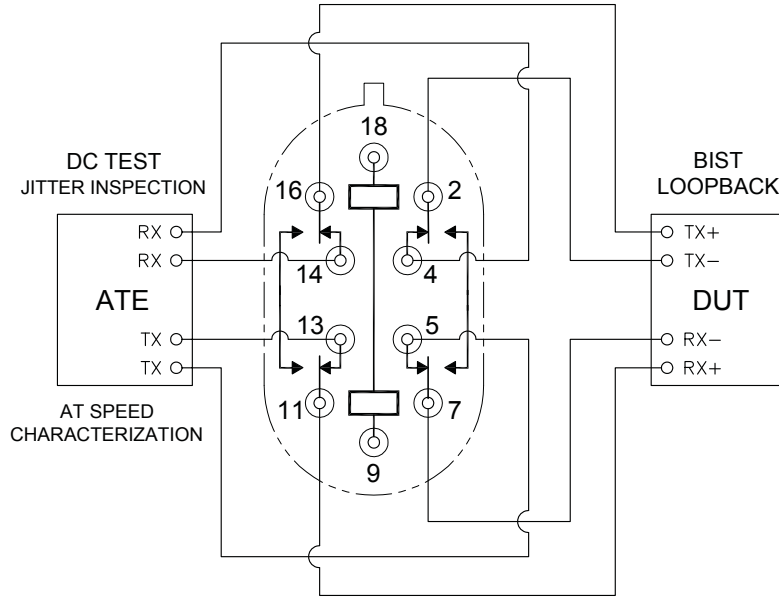 18
DC TEST
JITTER INSPECTION
BIST
LOOPBACK
16
2
RX
TX+
RX
TX-
14
4
ATE
DUT
13
5
TX
RX-
TX
RX+
11
7
AT SPEED
CHARACTERIZATION
9